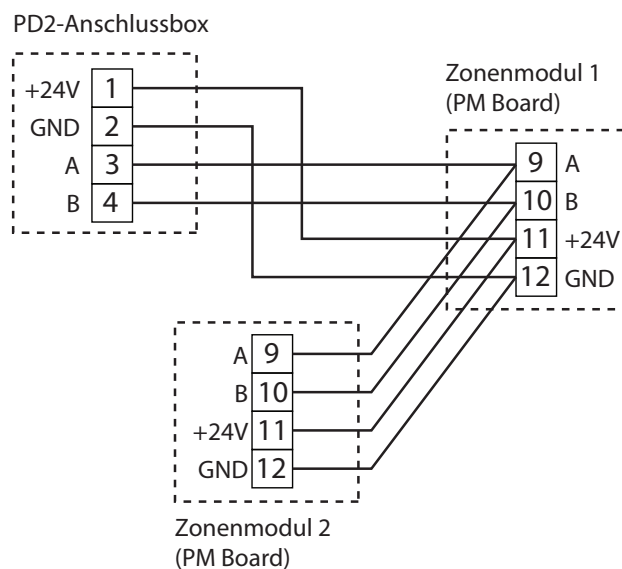 PD2-Anschlussbox
+24V 1
GND 2
A 3
B 4
Zonenmodul 1
(PM Board)
9 A
10 B
11 +24V
12 GND
A 9
B 10
+24V 11
GND 12
Zonenmodul 2
(PM Board)